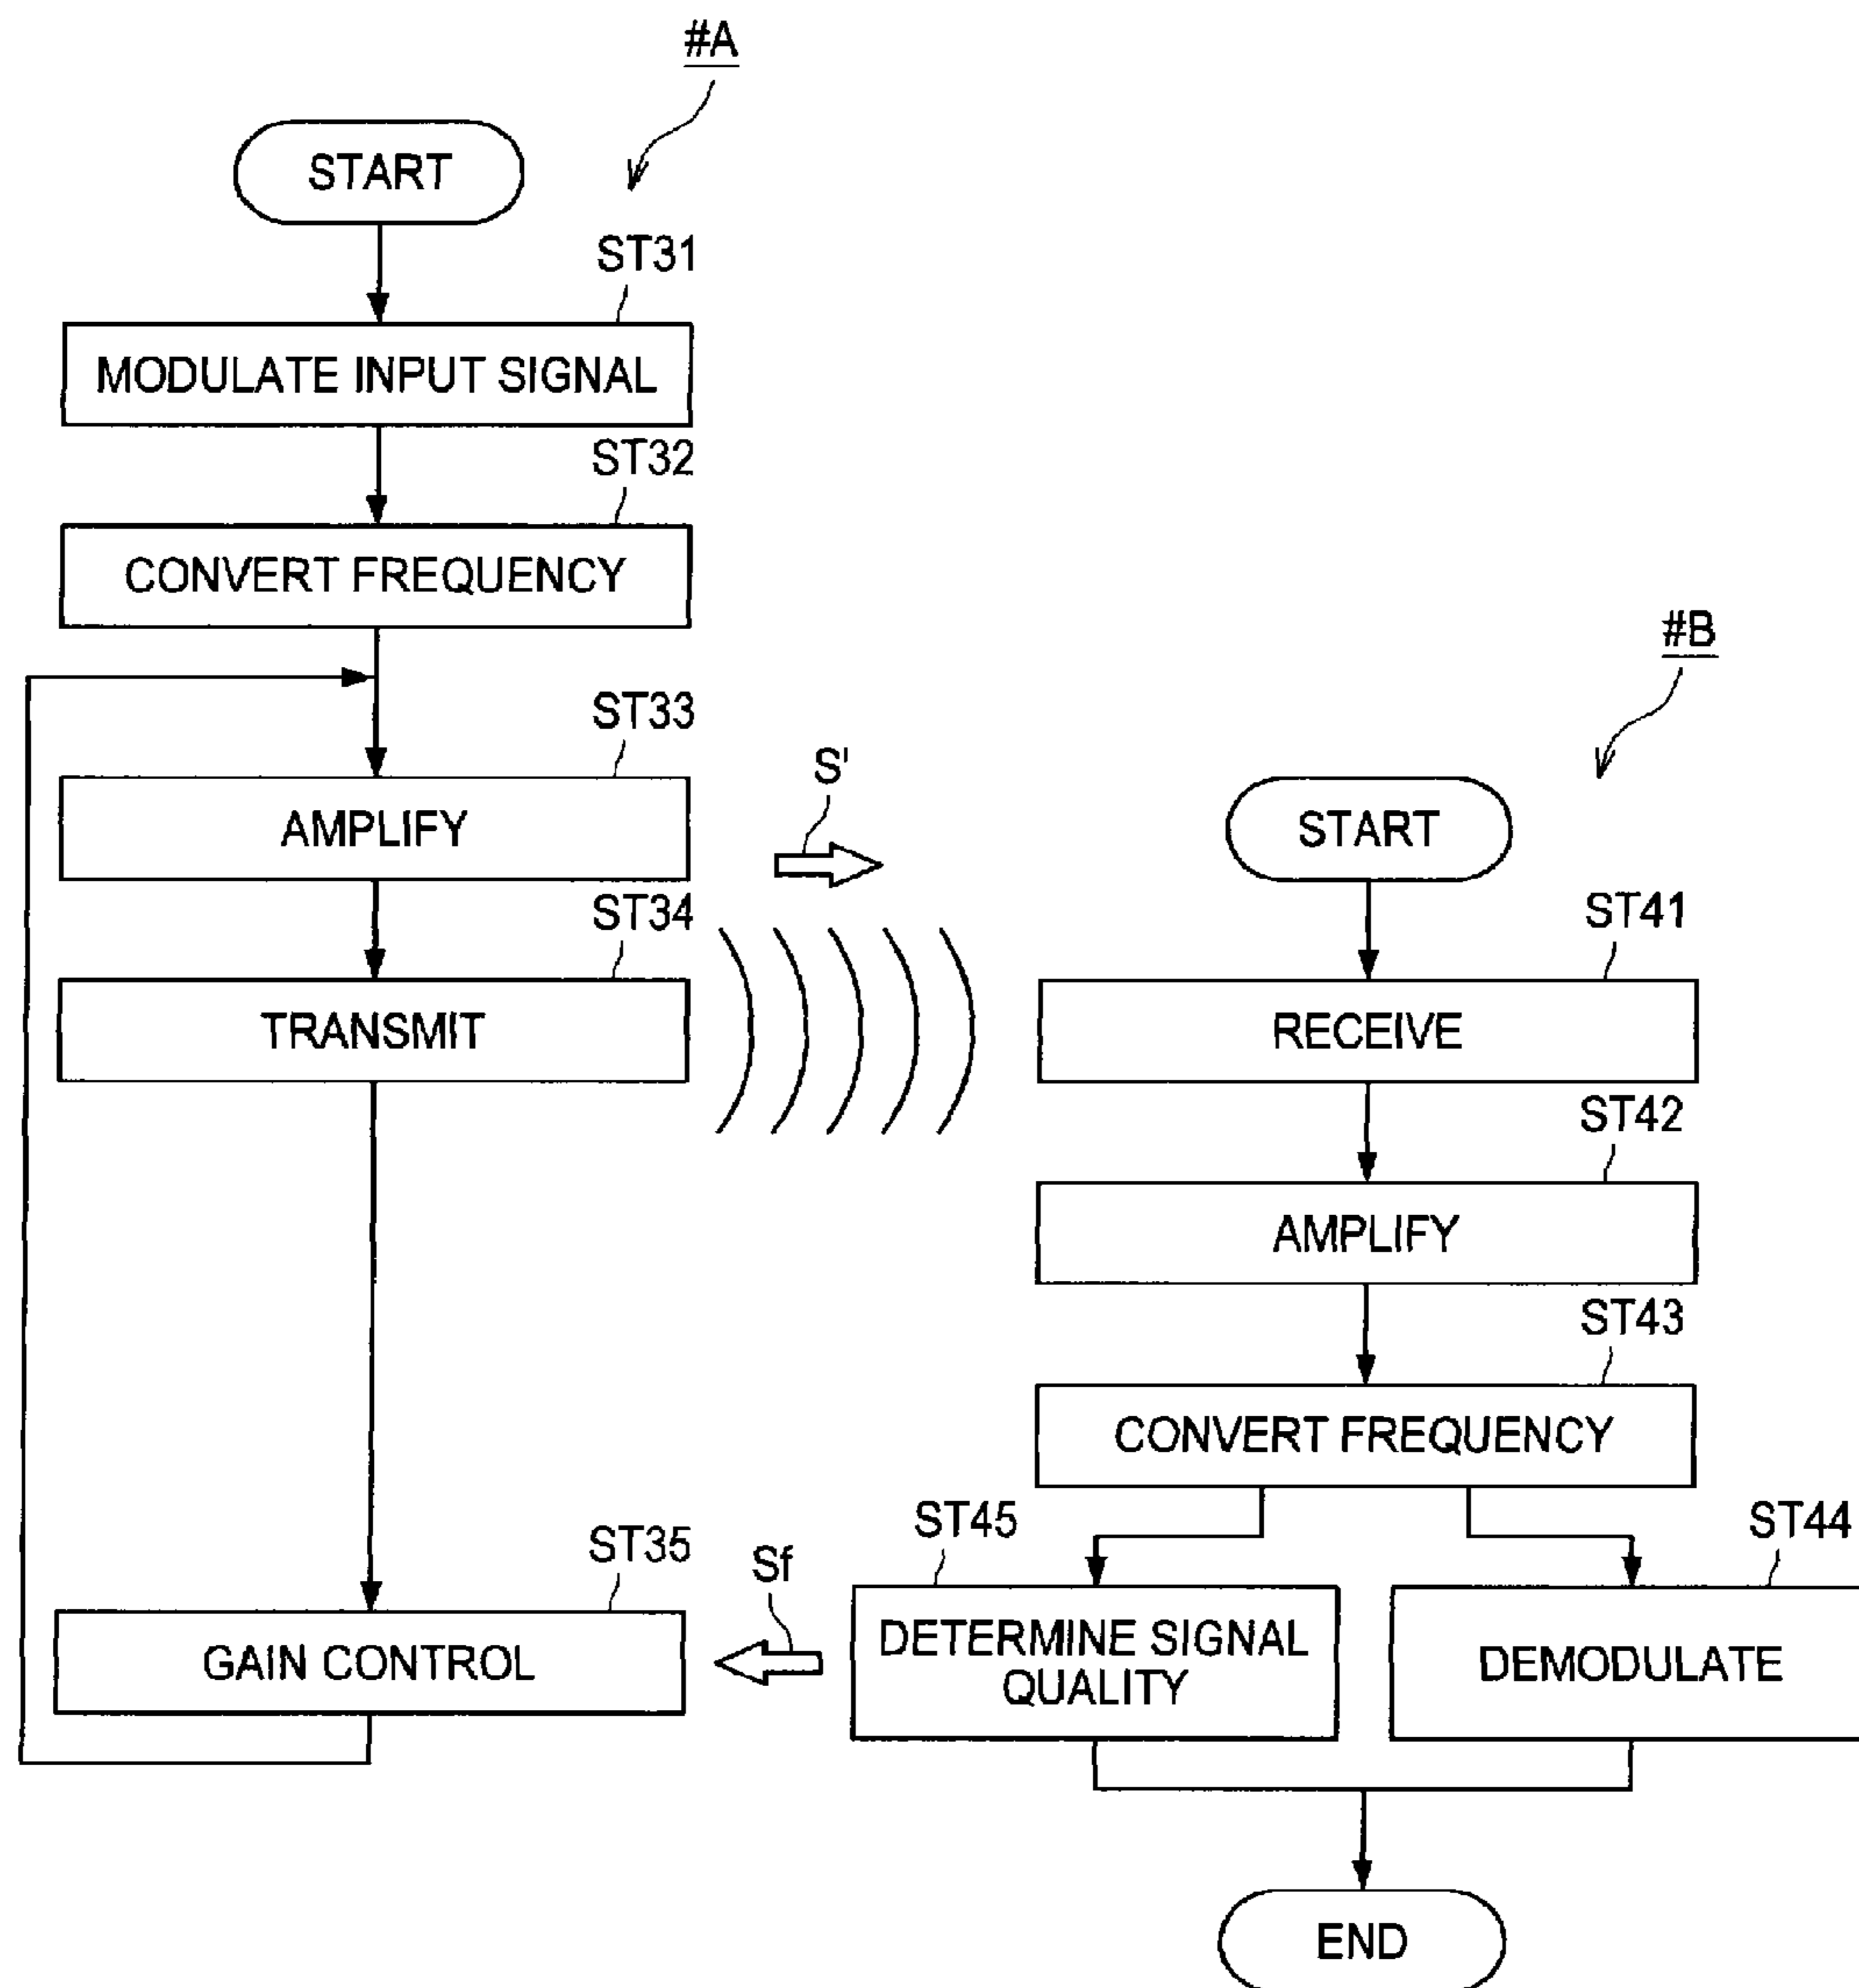 #A
START
ST31
MODULATE INPUT SIGNAL
ST32
CONVERT FREQUENCY
ST33
AMPLIFY
ST34
TRANSMIT
ST35
GAIN CONTROL
S'
Sf
#B
START
ST41
RECEIVE
ST42
AMPLIFY
ST43
CONVERT FREQUENCY
ST45
DETERMINE SIGNAL
QUALITY
ST44
DEMODULATE
END